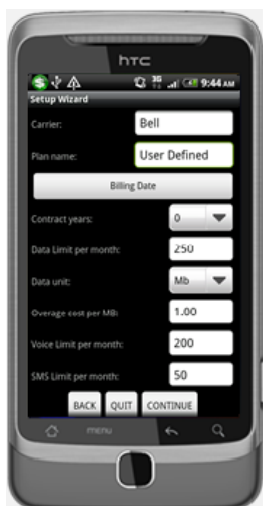 hTC
3G 9:44 AM
Setup Wizard
Carrier: Bell
Plan name: User Defined
Billing Date
Contract years: 0
Data Limit per month: 250
Data unit: Mb
Overage cost per MB: 1.00
Voice Limit per month: 200
SMS Limit per month: 50
BACK QUIT CONTINUE
menu